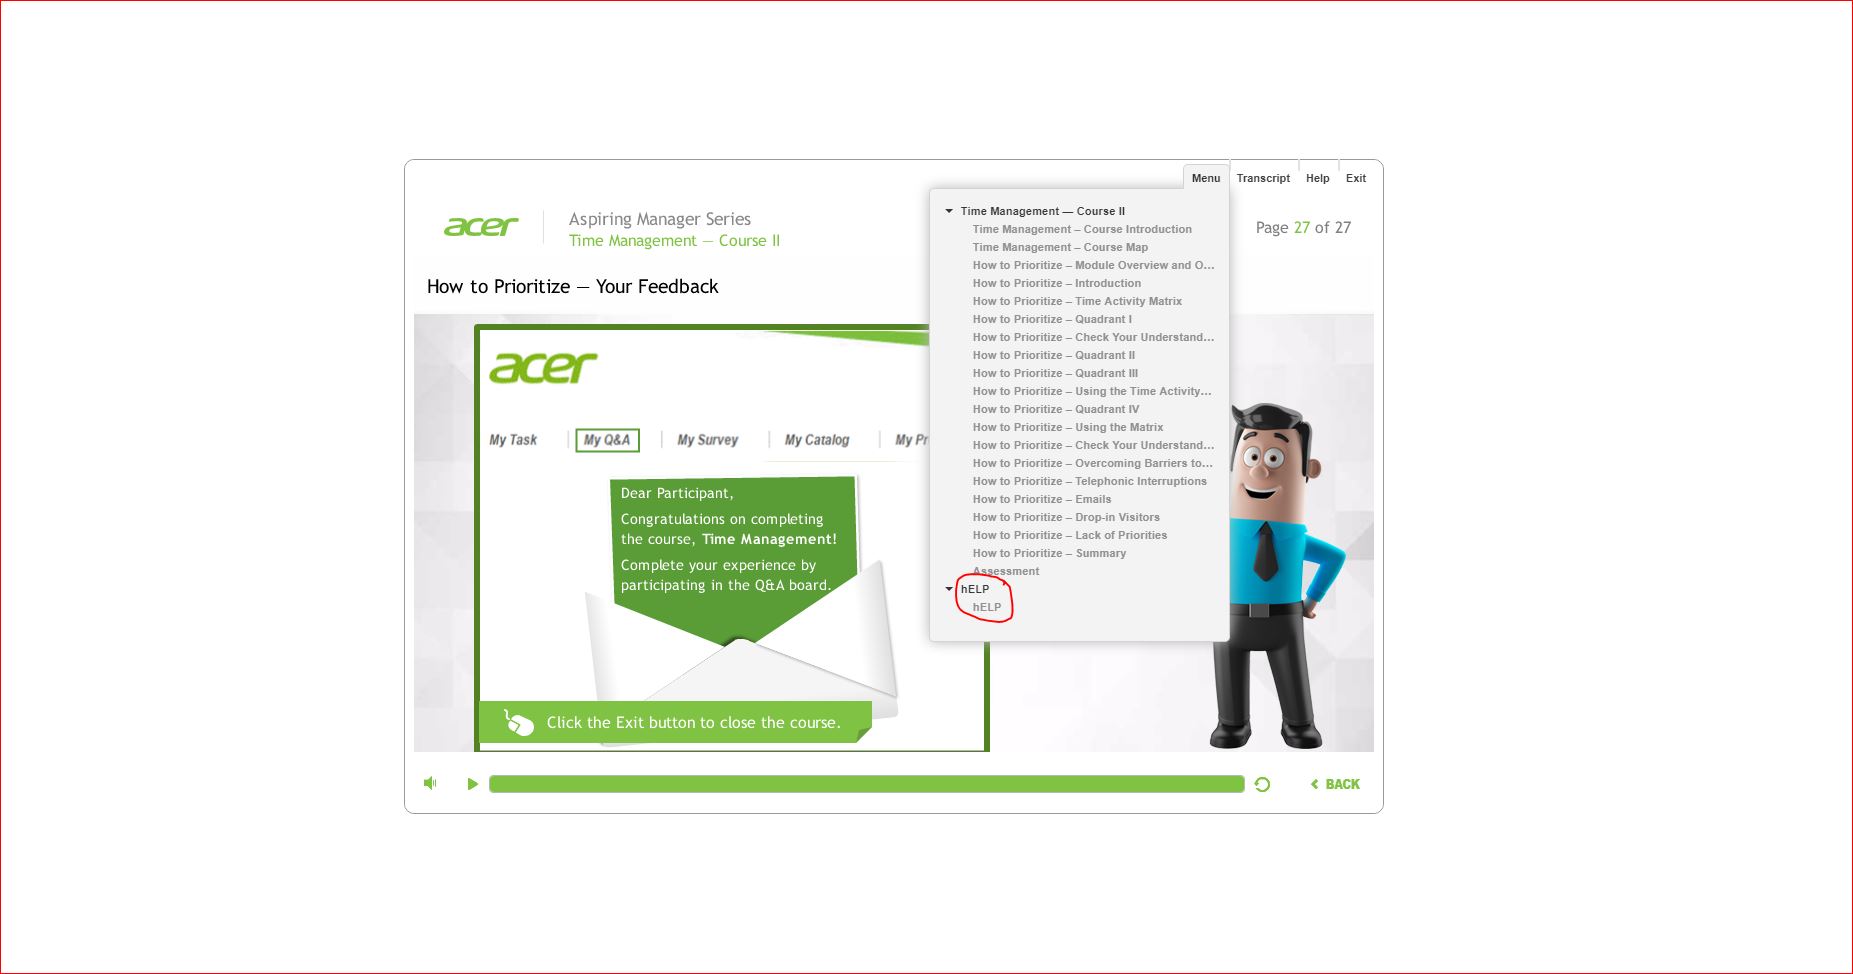 Menu
Transcript
Help
Exit
acer
Aspiring Manager Series
Time Management — Course II
Page 27 of 27
How to Prioritize — Your Feedback
Time Management — Course II
Time Management – Course Introduction
Time Management – Course Map
How to Prioritize – Module Overview and O...
How to Prioritize – Introduction
How to Prioritize – Time Activity Matrix
How to Prioritize – Quadrant I
How to Prioritize – Check Your Understand...
How to Prioritize – Quadrant II
How to Prioritize – Quadrant III
How to Prioritize – Using the Time Activity...
How to Prioritize – Quadrant IV
How to Prioritize – Using the Matrix
How to Prioritize – Check Your Understand...
How to Prioritize – Overcoming Barriers to...
How to Prioritize – Telephonic Interruptions
How to Prioritize – Emails
How to Prioritize – Drop-in Visitors
How to Prioritize – Lack of Priorities
How to Prioritize – Summary
Assessment
hELP
hELP
acer
My Task
My Q&A
My Survey
My Catalog
My Pr
Dear Participant,
Congratulations on completing
the course, Time Management!
Complete your experience by
participating in the Q&A board.
Click the Exit button to close the course.
BACK